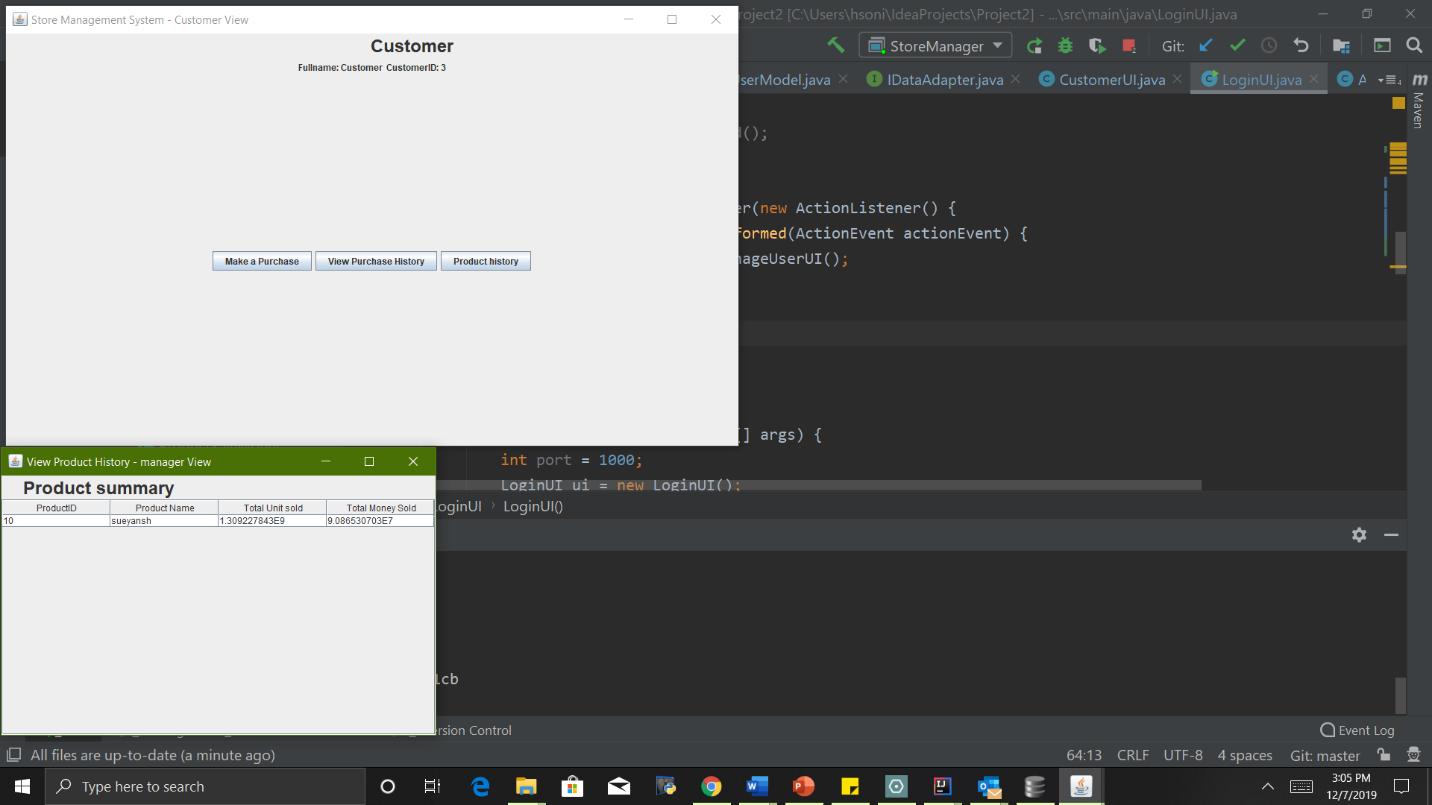 Store Management System - Customer View
Customer
Fullname: Customer CustomerID: 3
Make a Purchase View Purchase History Product history
View Product History - manager View
Product summary
ProductID Product Name Total Unit sold Total Money Sold
10 sueyansh 1.309227843E9 9.086530703E7
roject2 [C:\Users\hsoni\IdeaProjects\Project2] - ...\src\main\java\LoginUI.java
StoreManager Git:
serModel.java IDataAdapter.java CustomerUI.java LoginUI.java A
m Maven
();
er(new ActionListener() {
formed(ActionEvent actionEvent) {
nageUserUI();
[] args) {
int port = 1000;
LoginUI ui = new LoginUI();
LoginUI LoginUI()
1cb
ersion Control Event Log
All files are up-to-date (a minute ago) 64:13 CRLF UTF-8 4 spaces Git: master
Type here to search 3:05 PM
12/7/2019